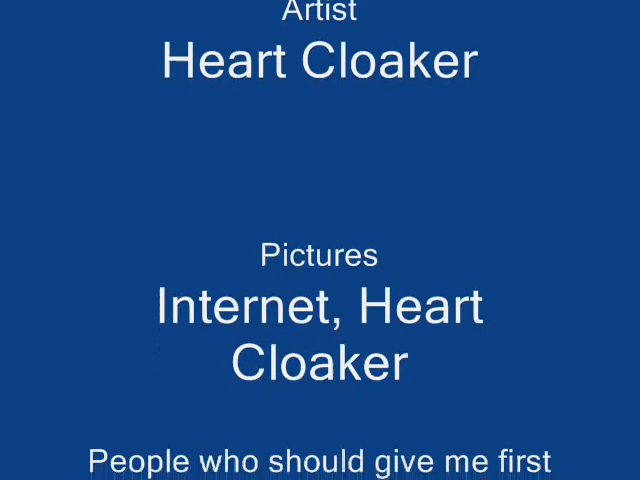 Artist
Heart Cloaker
Pictures
Internet, Heart
Cloaker
People who should give me first